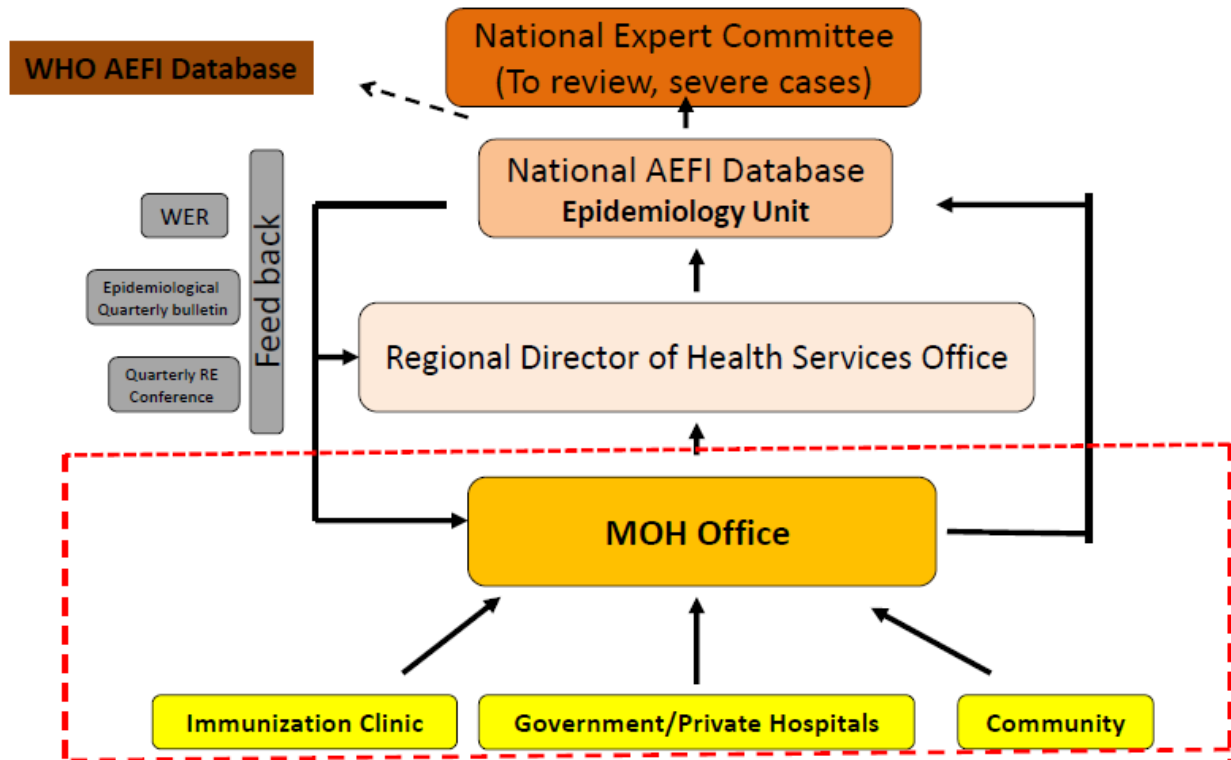 National Expert Committee
(To review, severe cases)
WHO AEFI Database
National AEFI Database
Epidemiology Unit
WER
Epidemiological
Quarterly bulletin
Quarterly RE
Conference
Feed back
Regional Director of Health Services Office
MOH Office
Immunization Clinic
Government/Private Hospitals
Community